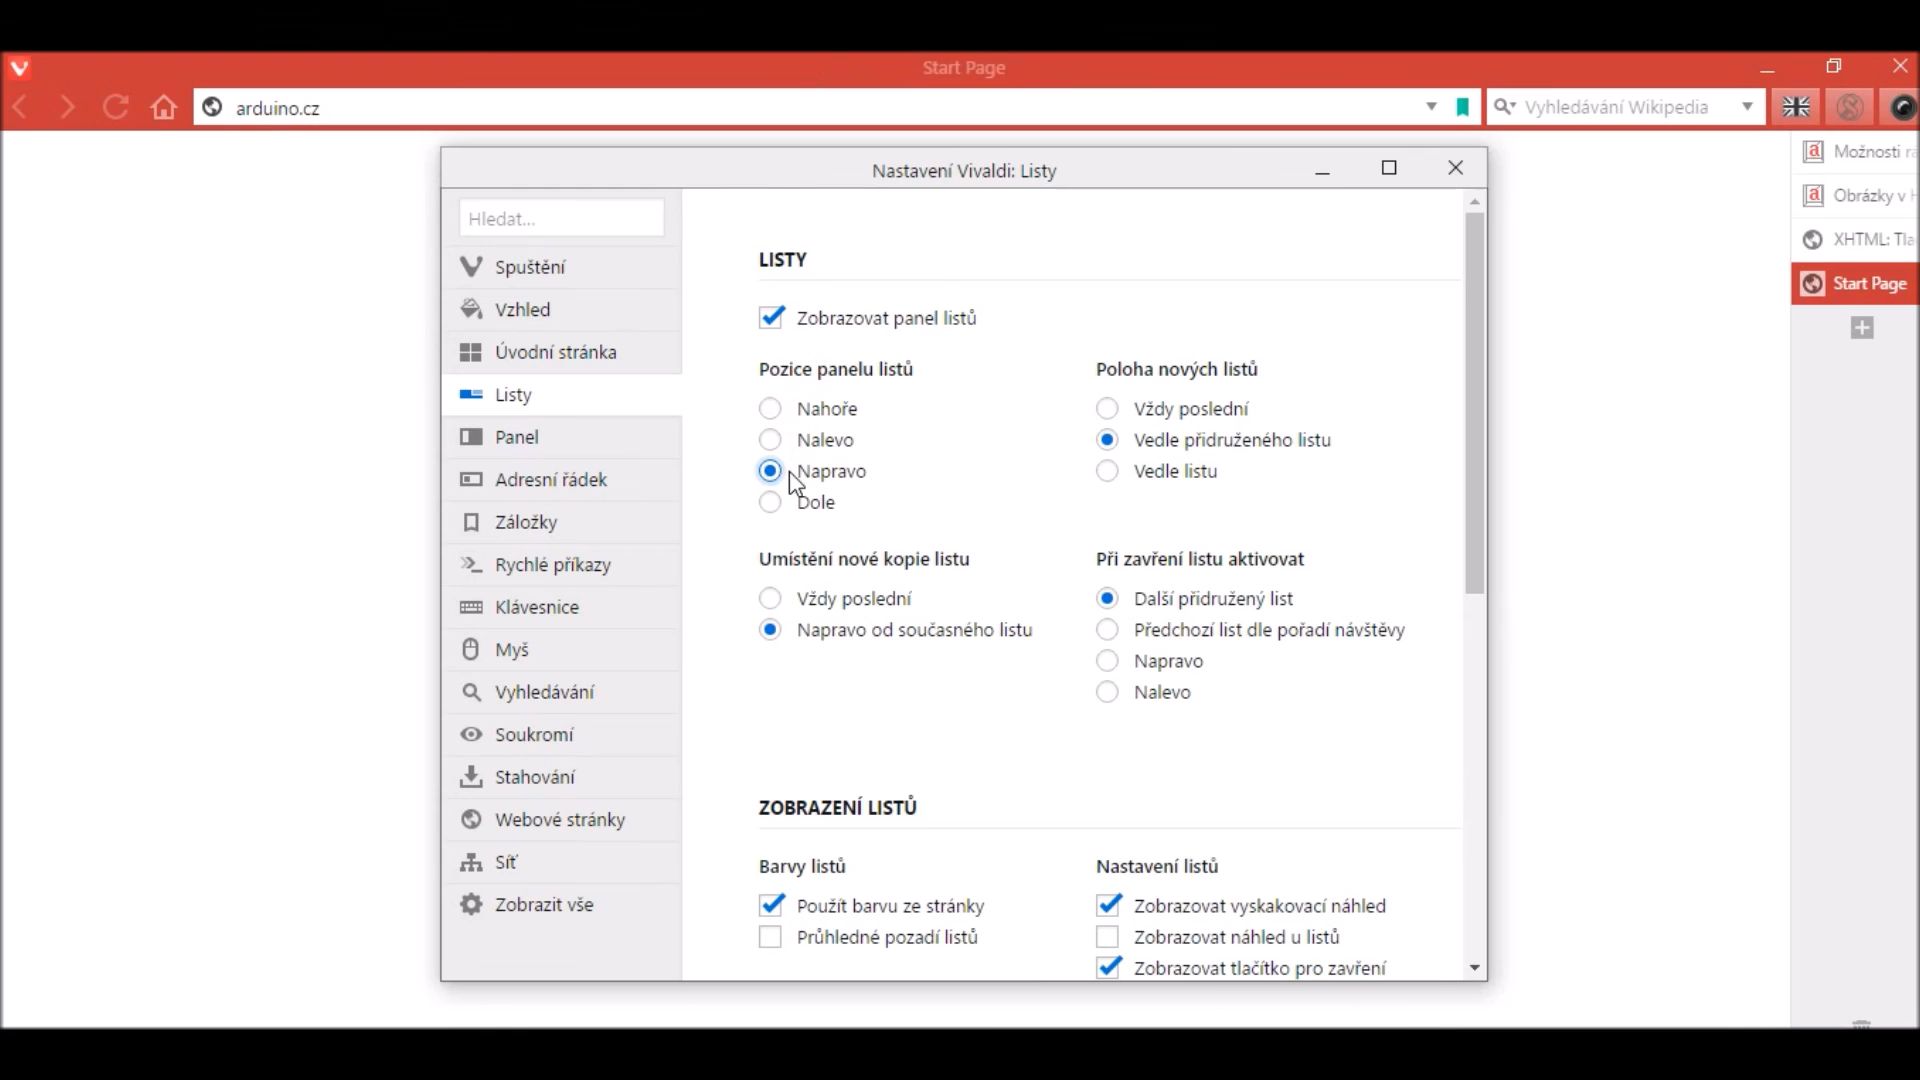 Start Page
arduino.cz
Vyhledávání Wikipedia
Možnosti
Obrázky v
XHTML:
Start Page
Nastavení Vivaldi: Listy
Hledat...
Spuštění
Vzhled
Úvodní stránka
Listy
Panel
Adresní řádek
Záložky
Rychlé příkazy
Klávesnice
Myš
Vyhledávání
Soukromí
Stahování
Webové stránky
Síť
Zobrazit vše
LISTY
Zobrazovat panel listů
Pozice panelu listů
Nahoře
Nalevo
Napravo
Dole
Poloha nových listů
Vždy poslední
Vedle přidruženého listu
Vedle listu
Umístění nové kopie listu
Vždy poslední
Napravo od současného listu
Při zavření listu aktivovat
Další přidružený list
Předchozí list dle pořadí návštěvy
Napravo
Nalevo
ZOBRAZENÍ LISTŮ
Barvy listů
Použít barvu ze stránky
Průhledné pozadí listů
Nastavení listů
Zobrazovat vyskakovací náhled
Zobrazovat náhled u listů
Zobrazovat tlačítko pro zavření